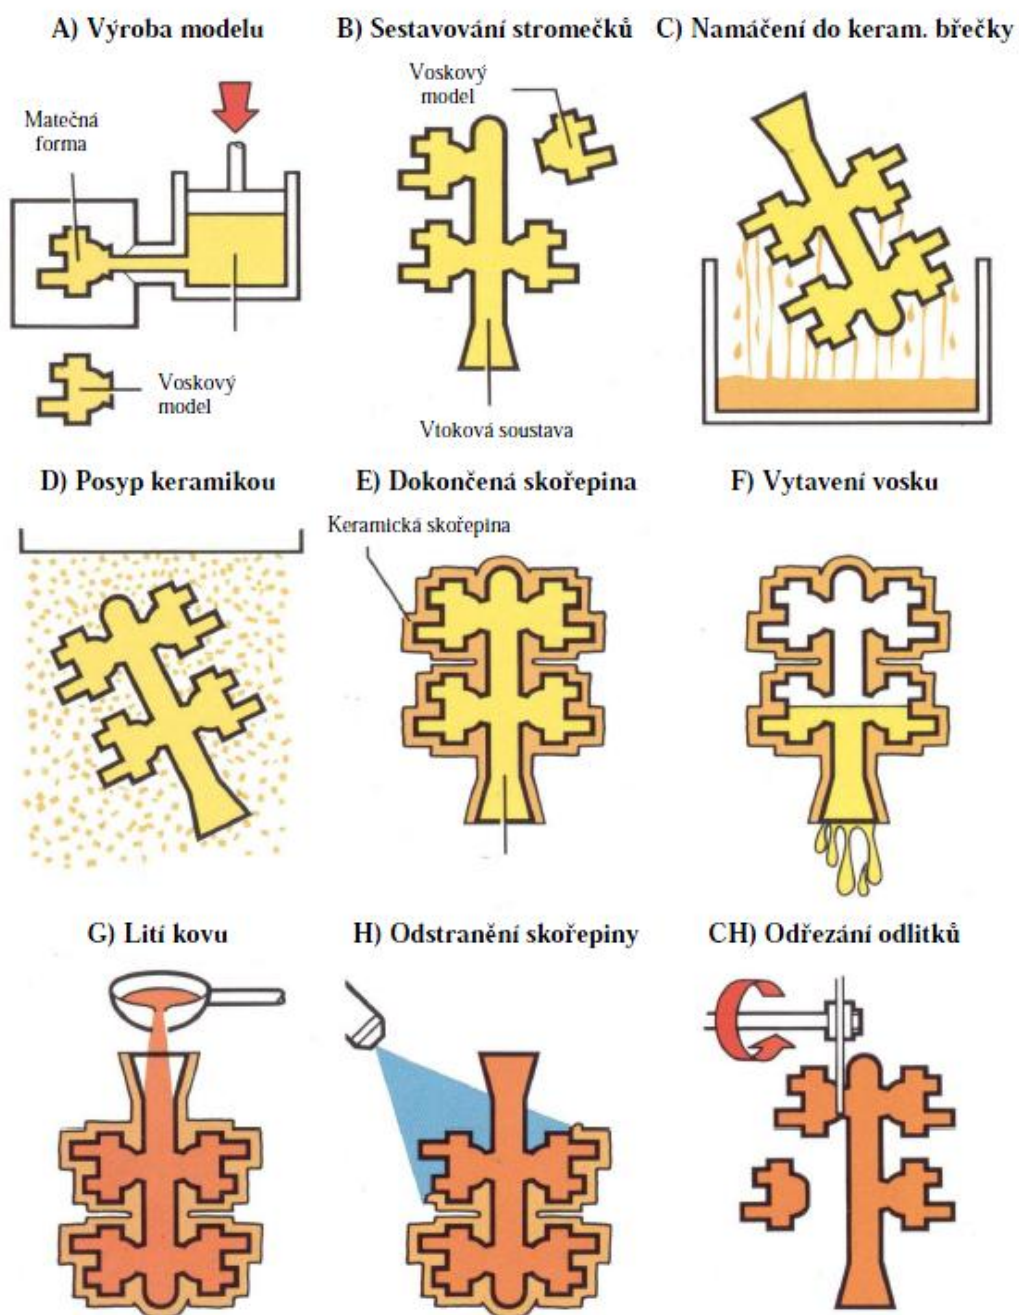 A) Výroba modelu
B) Sestavování stromečků
C) Namáčení do keram. břečky
Matečná
forma
Voskový
model
Voskový
model
Vtoková soustava
D) Posyp keramikou
E) Dokončená skořepina
F) Vytavení vosku
Keramická skořepina
G) Lití kovu
H) Odstranění skořepiny
CH) Odřezání odlitků